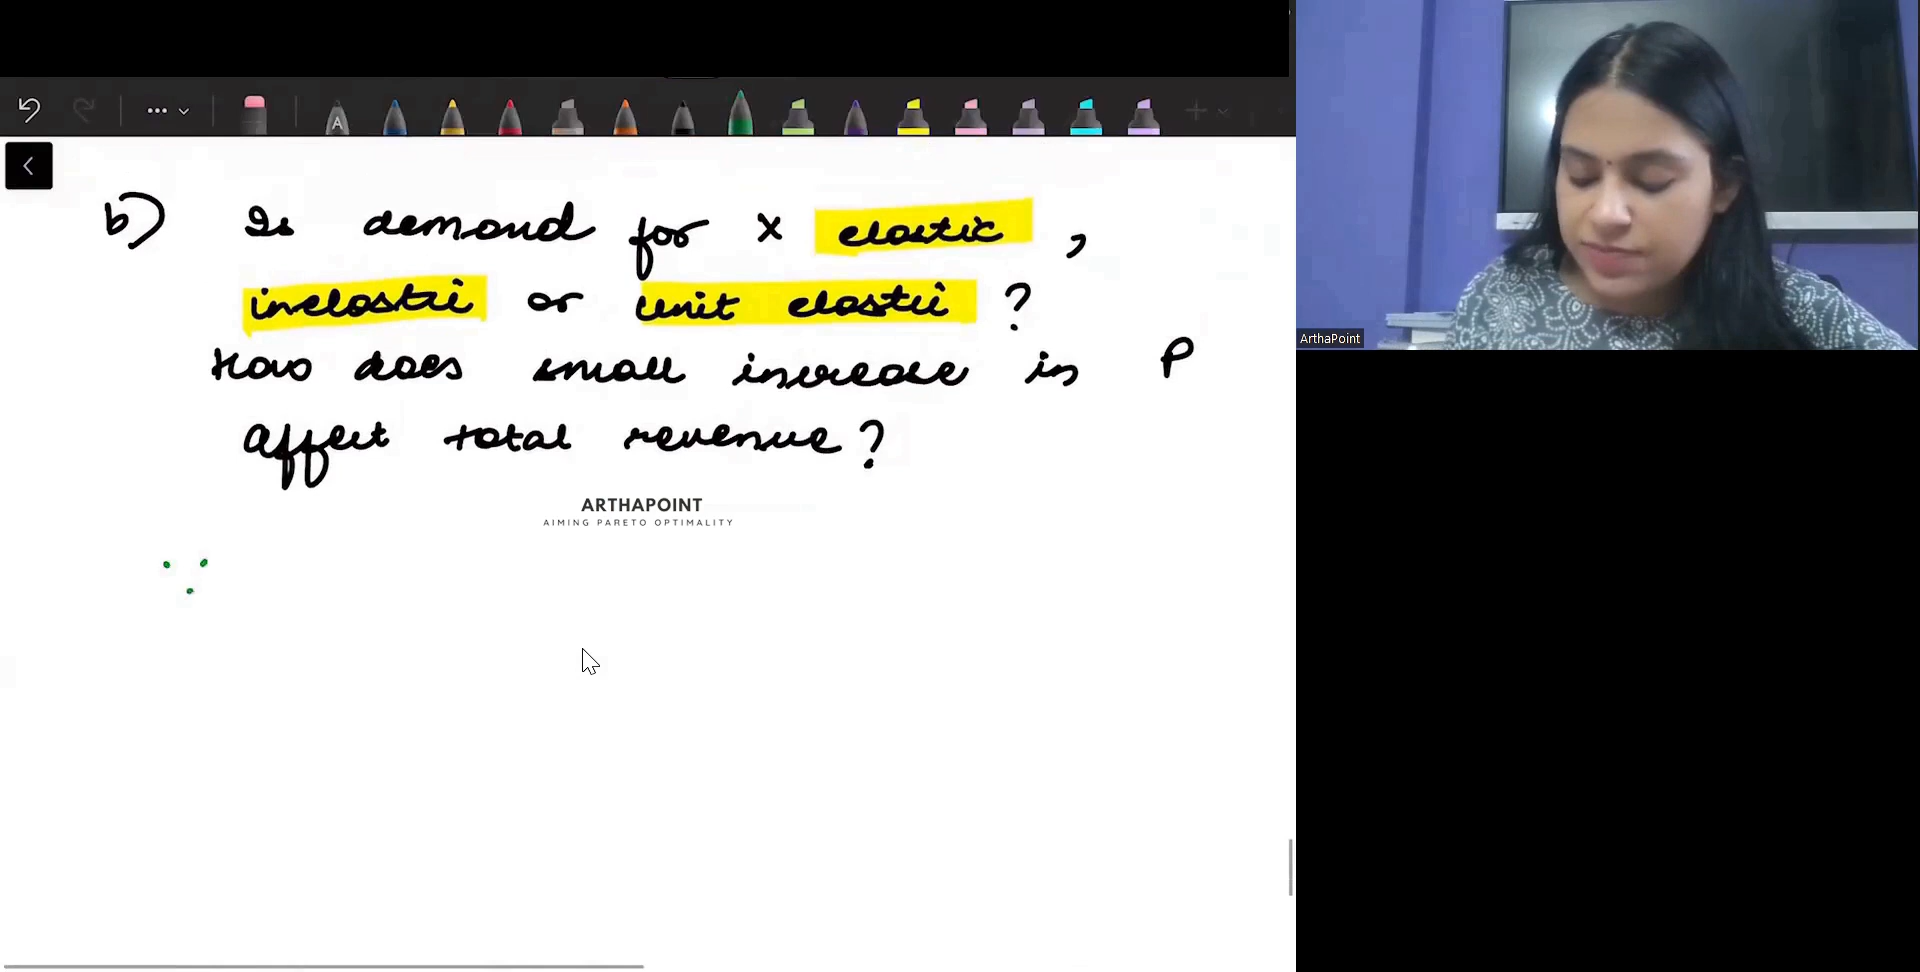 b) Is demand for x elastic,
inelastic or unit elastic?
How does small increase in P
affect total revenue?
ARTHAPOINT
AIMING PARETO OPTIMALITY
∵
A
ArthaPoint